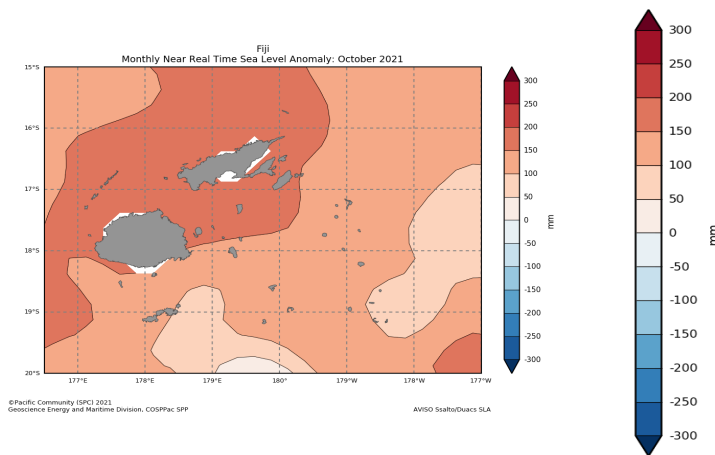 Fiji
Monthly Near Real Time Sea Level Anomaly: October 2021
15°S
16°S
17°S
18°S
19°S
20°S
177°E
178°E
179°E
180°
179°W
178°W
177°W
300
250
200
150
100
50
0
-50
-100
-150
-200
-250
-300
mm
300
250
200
150
100
50
0
-50
-100
-150
-200
-250
-300
mm
©Pacific Community (SPC) 2021
Geoscience Energy and Maritime Division, COSPPac SPP
AVISO Ssalto/Duacs SLA